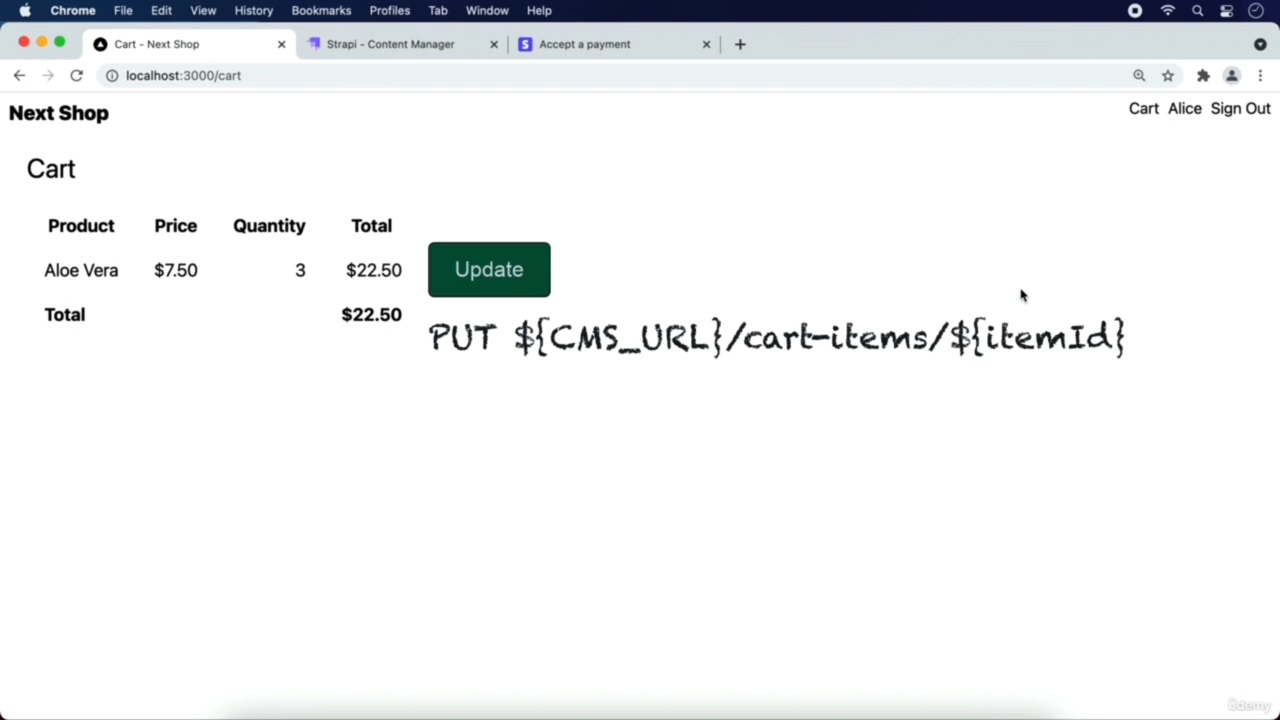 Chrome File Edit View History Bookmarks Profiles Tab Window Help
Cart - Next Shop Strapi - Content Manager Accept a payment
localhost:3000/cart
Next Shop Cart Alice Sign Out
Cart
Product Price Quantity Total
Aloe Vera $7.50 3 $22.50 Update
Total $22.50
PUT ${CMS_URL}/cart-items/${itemId}
ûdemy